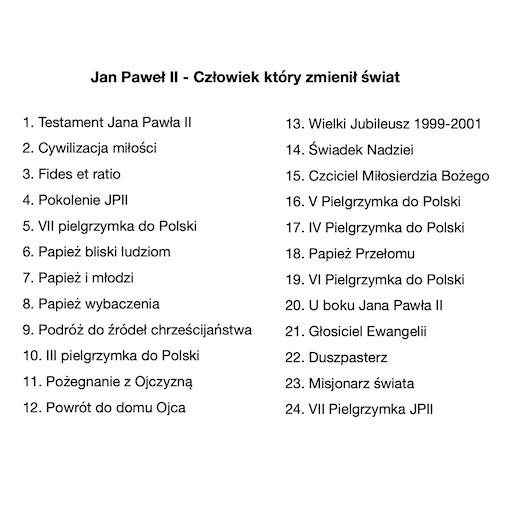 Jan Paweł II - Człowiek który zmienił świat
1. Testament Jana Pawła II
2. Cywilizacja miłości
3. Fides et ratio
4. Pokolenie JPII
5. VII pielgrzymka do Polski
6. Papież bliski ludziom
7. Papież i młodzi
8. Papież wybaczenia
9. Podróż do źródeł chrześcijaństwa
10. III pielgrzymka do Polski
11. Pożegnanie z Ojczyzną
12. Powrót do domu Ojca
13. Wielki Jubileusz 1999-2001
14. Świadek Nadziei
15. Czciciel Miłosierdzia Bożego
16. V Pielgrzymka do Polski
17. IV Pielgrzymka do Polski
18. Papież Przełomu
19. VI Pielgrzymka do Polski
20. U boku Jana Pawła II
21. Głosiciel Ewangelii
22. Duszpasterz
23. Misjonarz świata
24. VII Pielgrzymka JPII